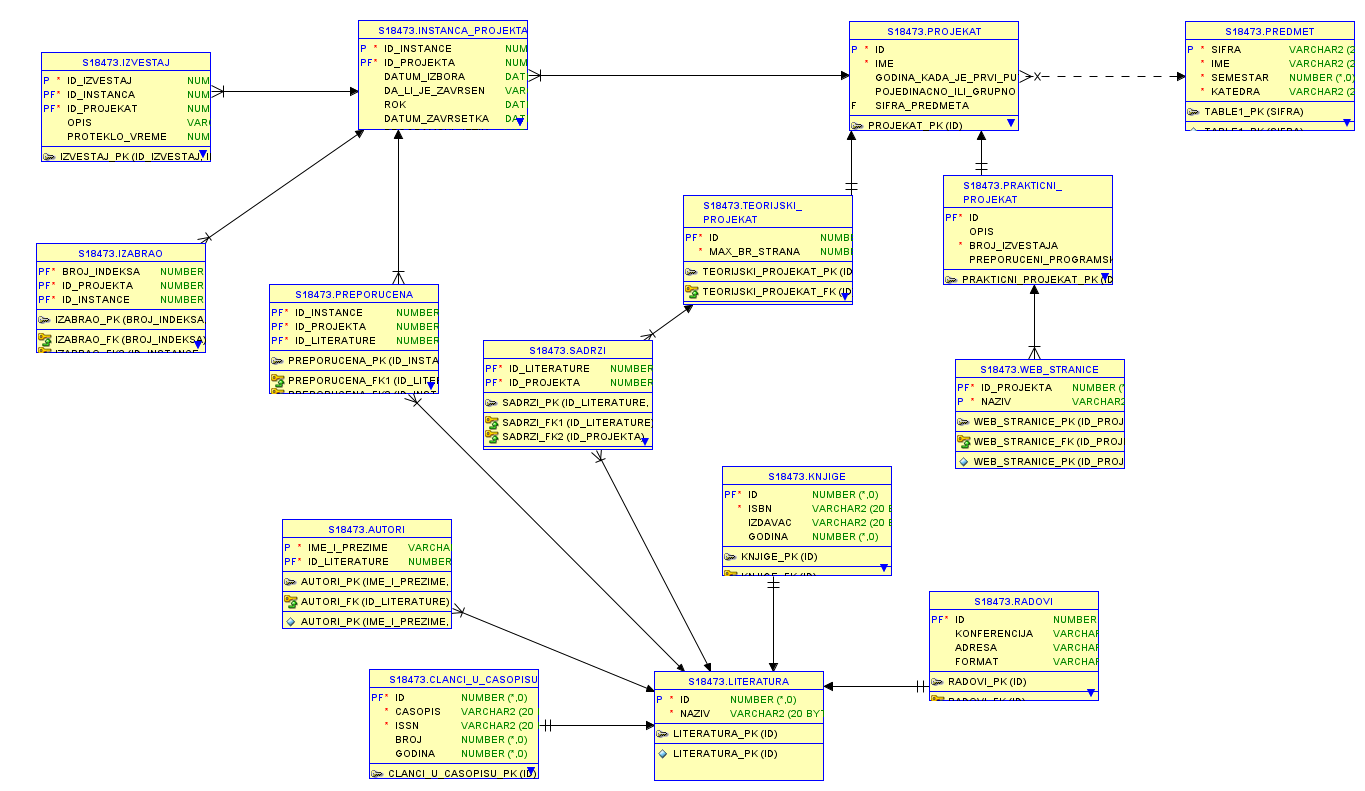 S18473.IZVESTAJ
P * ID_IZVESTAJ NUM
PF* ID_INSTANCA NUM
PF* ID_PROJEKAT NUM
OPIS VARC
PROTEKLO_VREME NUM
IZVESTAJ_PK (ID_IZVESTAJ, I
S18473.INSTANCA_PROJEKTA
P * ID_INSTANCE NUM
PF* ID_PROJEKTA NUM
DATUM_IZBORA DAT
DA_LI_JE_ZAVRSEN VAR
ROK DAT
DATUM_ZAVRSETKA DAT
S18473.PROJEKAT
P * ID
* IME
GODINA_KADA_JE_PRVI_PU
POJEDINACNO_ILI_GRUPNO
F SIFRA_PREDMETA
PROJEKAT_PK (ID)
S18473.PREDMET
P * SIFRA VARCHAR2 (2
* IME VARCHAR2 (2
* SEMESTAR NUMBER (*,0)
* KATEDRA VARCHAR2 (2
TABLE1_PK (SIFRA)
TABLE1_PK (SIFRA)
S18473.TEORIJSKI_
PROJEKAT
PF* ID NUMB
* MAX_BR_STRANA NUMB
TEORIJSKI_PROJEKAT_PK (ID
TEORIJSKI_PROJEKAT_FK (ID
S18473.PRAKTICNI_
PROJEKAT
PF* ID
OPIS
* BROJ_IZVESTAJA
PREPORUCENI_PROGRAMSK
PRAKTICNI_PROJEKAT_PK (ID
S18473.IZABRAO
PF* BROJ_INDEKSA NUMBER
PF* ID_PROJEKTA NUMBER
PF* ID_INSTANCE NUMBER
IZABRAO_PK (BROJ_INDEKSA
IZABRAO_FK (BROJ_INDEKSA)
S18473.PREPORUCENA
PF* ID_INSTANCE NUMBER
PF* ID_PROJEKTA NUMBER
PF* ID_LITERATURE NUMBER
PREPORUCENA_PK (ID_INSTA
PREPORUCENA_FK1 (ID_LITE
S18473.SADRZI
PF* ID_LITERATURE NUMBER
PF* ID_PROJEKTA NUMBER
SADRZI_PK (ID_LITERATURE,
SADRZI_FK1 (ID_LITERATURE)
SADRZI_FK2 (ID_PROJEKTA)
S18473.WEB_STRANICE
PF* ID_PROJEKTA NUMBER (*
P * NAZIV VARCHAR2
WEB_STRANICE_PK (ID_PROJ
WEB_STRANICE_FK (ID_PROJ
WEB_STRANICE_PK (ID_PROJ
S18473.KNJIGE
PF* ID NUMBER (*,0)
* ISBN VARCHAR2 (20 B
IZDAVAC VARCHAR2 (20 B
GODINA NUMBER (*,0)
KNJIGE_PK (ID)
KNJIGE_FK (ID)
S18473.AUTORI
P * IME_I_PREZIME VARCHA
PF* ID_LITERATURE NUMBER
AUTORI_PK (IME_I_PREZIME,
AUTORI_FK (ID_LITERATURE)
AUTORI_PK (IME_I_PREZIME,
S18473.RADOVI
PF* ID NUMBER
KONFERENCIJA VARCHAR
ADRESA VARCHAR
FORMAT VARCHAR
RADOVI_PK (ID)
RADOVI_FK (ID)
S18473.CLANCI_U_CASOPISU
PF* ID NUMBER (*,0)
* CASOPIS VARCHAR2 (20
* ISSN VARCHAR2 (20
BROJ NUMBER (*,0)
GODINA NUMBER (*,0)
CLANCI_U_CASOPISU_PK (ID)
S18473.LITERATURA
P * ID NUMBER (*,0)
* NAZIV VARCHAR2 (20 BYT
LITERATURA_PK (ID)
LITERATURA_PK (ID)